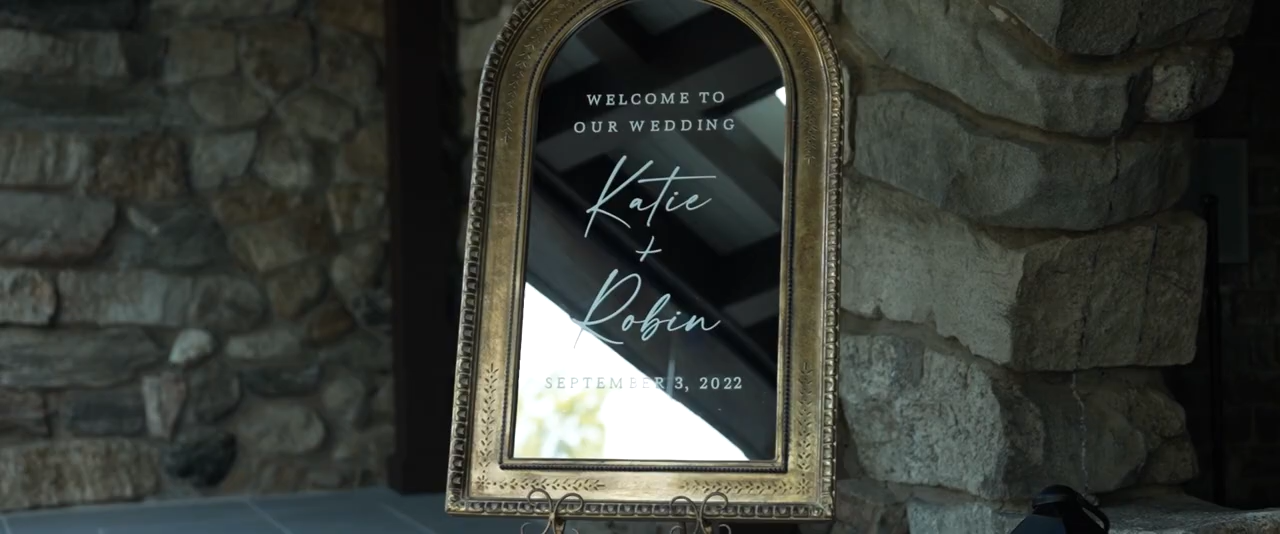 WELCOME TO
OUR WEDDING
Katie
+
Robin
SEPTEMBER 3, 2022